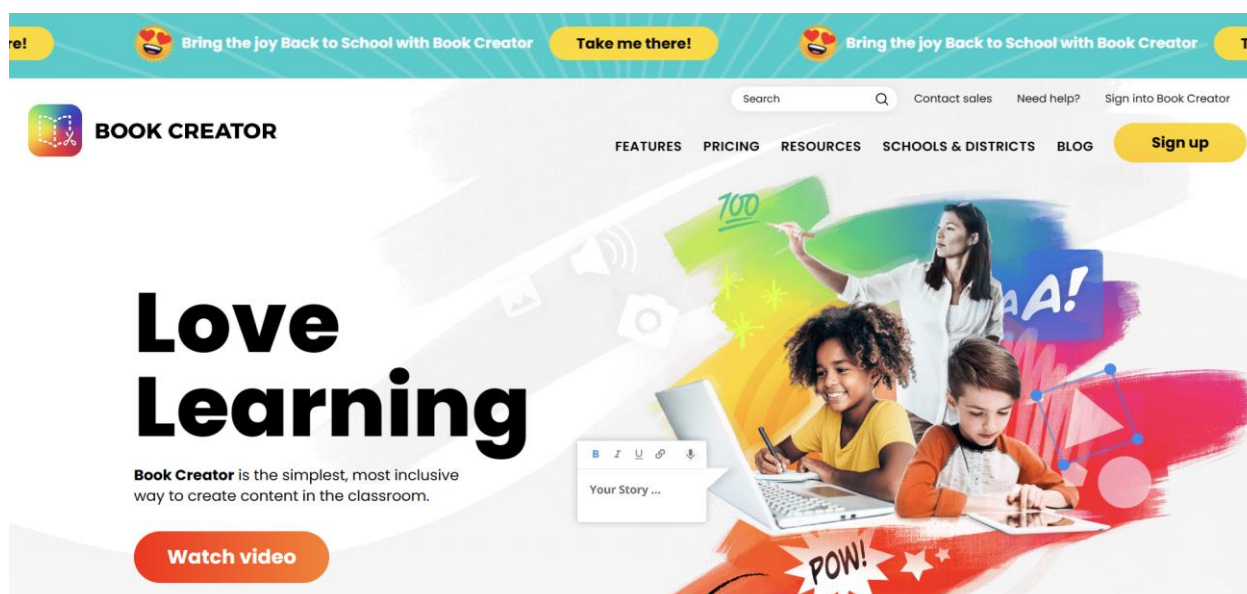 re!
Bring the joy Back to School with Book Creator
Take me there!
Bring the joy Back to School with Book Creator
T
Search
Contact sales
Need help?
Sign into Book Creator
BOOK CREATOR
FEATURES
PRICING
RESOURCES
SCHOOLS & DISTRICTS
BLOG
Sign up
100
AA!
Love
Learning
B I U
Your Story ...
Book Creator is the simplest, most inclusive
way to create content in the classroom.
Watch video
POW!